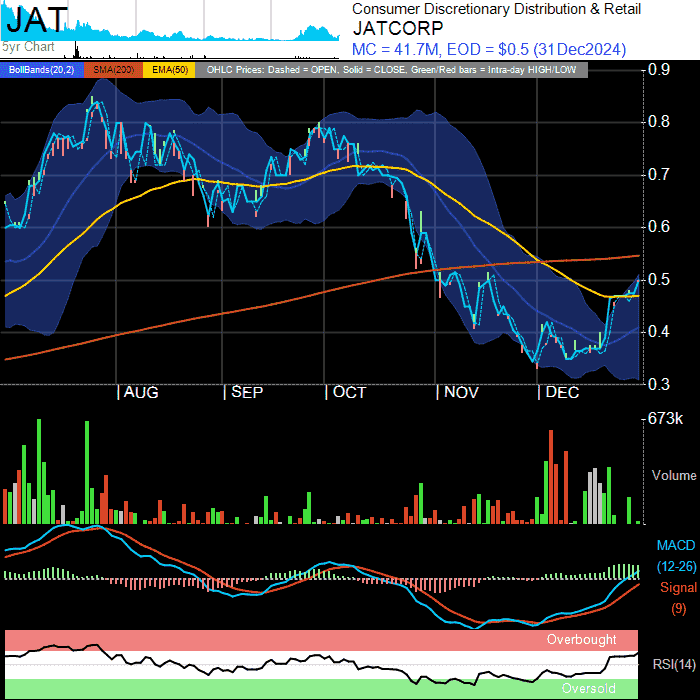 JAT
5yr Chart
Consumer Discretionary Distribution & Retail
JATCORP
MC = 41.7M, EOD = $0.5 (31Dec2024)
BollBands(20,2) SMA(200) EMA(50) OHLC Prices: Dashed = OPEN, Solid = CLOSE, Green/Red bars = Intra-day HIGH/LOW
0.9
0.8
0.7
0.6
0.5
0.4
0.3
AUG SEP OCT NOV DEC
673k
Volume
MACD
(12-26)
Signal
(9)
Overbought
RSI(14)
Oversold